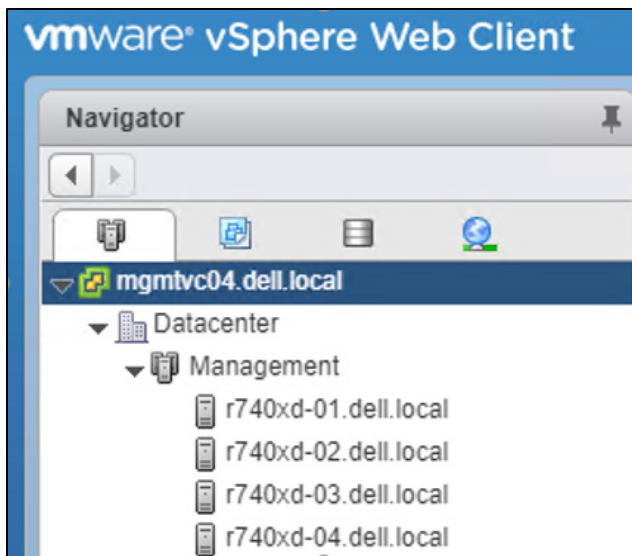 vmware® vSphere Web Client
Navigator
mgmtvc04.dell.local
Datacenter
Management
r740xd-01.dell.local
r740xd-02.dell.local
r740xd-03.dell.local
r740xd-04.dell.local